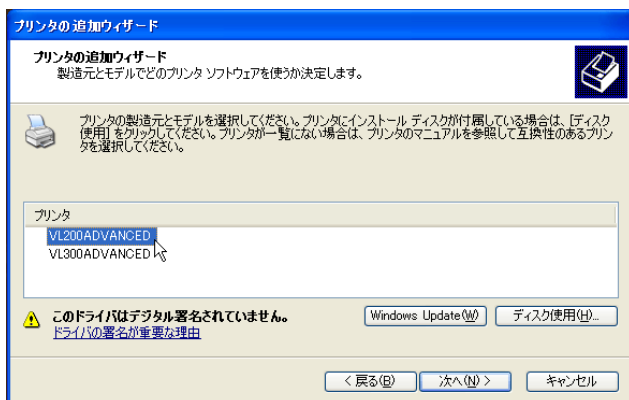 プリンタの追加ウィザード
プリンタの追加ウィザード
製造元とモデルでどのプリンタ ソフトウェアを使うか決定します。
プリンタの製造元とモデルを選択してください。プリンタにインストール ディスクが付属している場合は、[ディスク
使用] をクリックしてください。プリンタが一覧にない場合は、プリンタのマニュアルを参照して互換性のあるプリン
タを選択してください。
プリンタ
VL200ADVANCED
VL300ADVANCED
このドライバはデジタル署名されていません。
ドライバの署名が重要な理由
Windows Update(W)
ディスク使用(H)...
< 戻る(B)
次へ(N) >
キャンセル